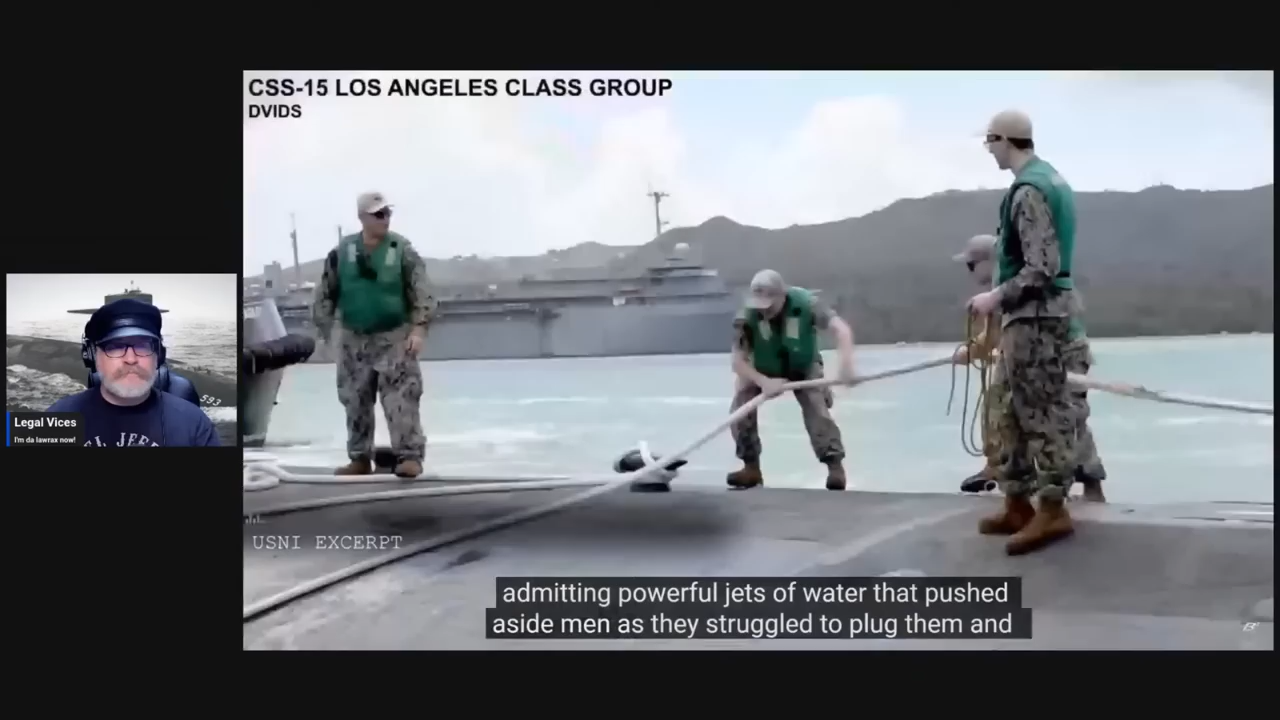 CSS-15 LOS ANGELES CLASS GROUP
DVIDS
593
Legal Vices
I'm da lawrax now!
USNI EXCERPT
admitting powerful jets of water that pushed
aside men as they struggled to plug them and